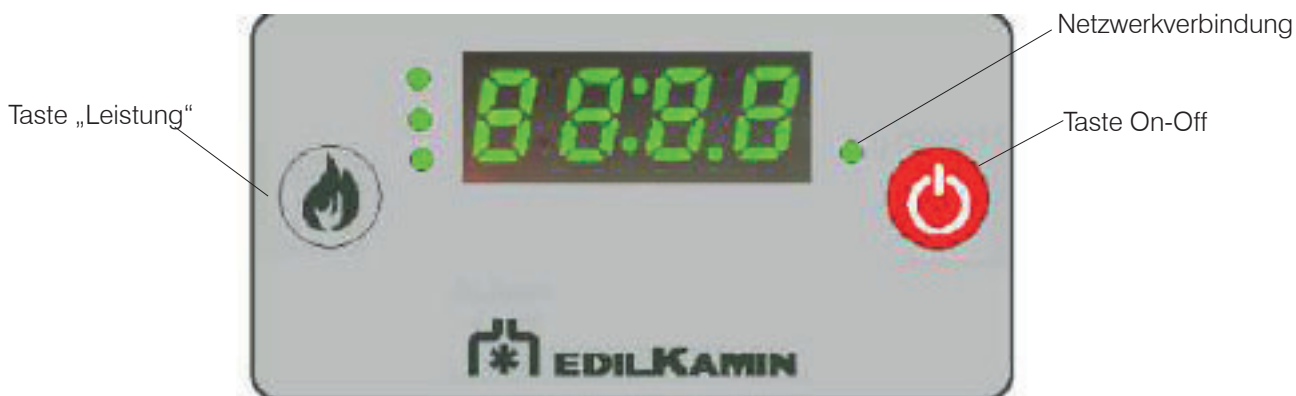 Netzwerkverbindung
Taste „Leistung“
Taste On-Off
88:8.8
EDILKAMIN